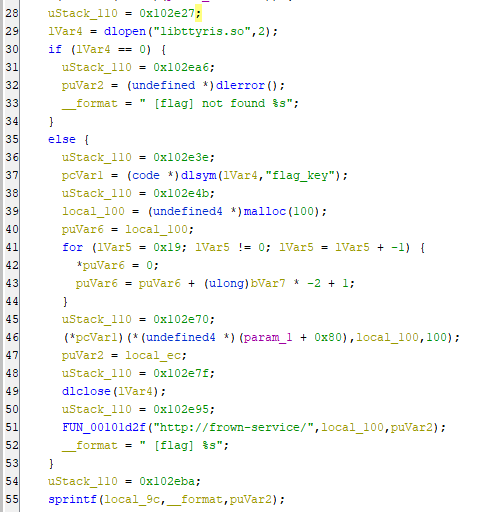 28 uStack_110 = 0x102e27;
29 lVar4 = dlopen("libttyris.so",2);
30 if (lVar4 == 0) {
31 uStack_110 = 0x102ea6;
32 puVar2 = (undefined *)dlerror();
33 __format = " [flag] not found %s";
34 }
35 else {
36 uStack_110 = 0x102e3e;
37 pcVar1 = (code *)dlsym(lVar4,"flag_key");
38 uStack_110 = 0x102e4b;
39 local_100 = (undefined4 *)malloc(100);
40 puVar6 = local_100;
41 for (lVar5 = 0x19; lVar5 != 0; lVar5 = lVar5 + -1) {
42 *puVar6 = 0;
43 puVar6 = puVar6 + (ulong)bVar7 * -2 + 1;
44 }
45 uStack_110 = 0x102e70;
46 (*pcVar1)(*(undefined4 *)(param_1 + 0x80),local_100,100);
47 puVar2 = local_ec;
48 uStack_110 = 0x102e7f;
49 dlclose(lVar4);
50 uStack_110 = 0x102e95;
51 FUN_00101d2f("http://frown-service/",local_100,puVar2);
52 __format = " [flag] %s";
53 }
54 uStack_110 = 0x102eba;
55 sprintf(local_9c,__format,puVar2);